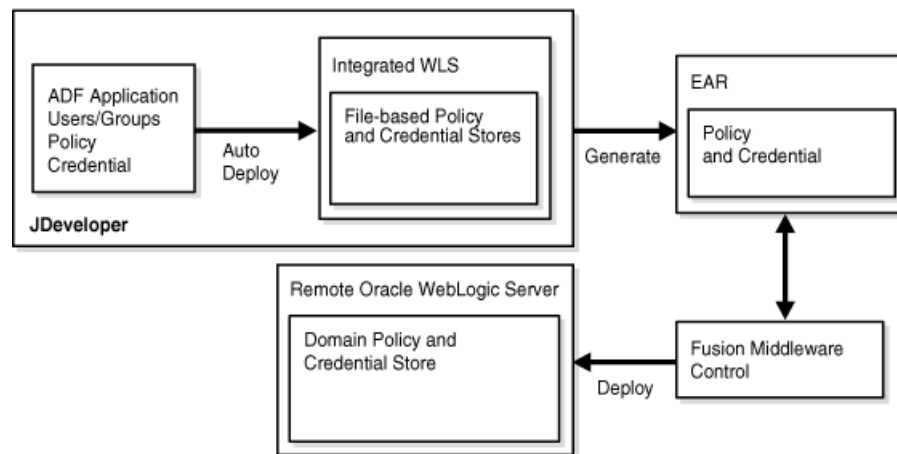 ADF Application
Users/Groups
Policy
Credential
Auto
Deploy
Integrated WLS
File-based Policy
and Credential Stores
JDeveloper
Generate
EAR
Policy
and Credential
Remote Oracle WebLogic Server
Domain Policy and
Credential Store
Deploy
Fusion Middleware
Control